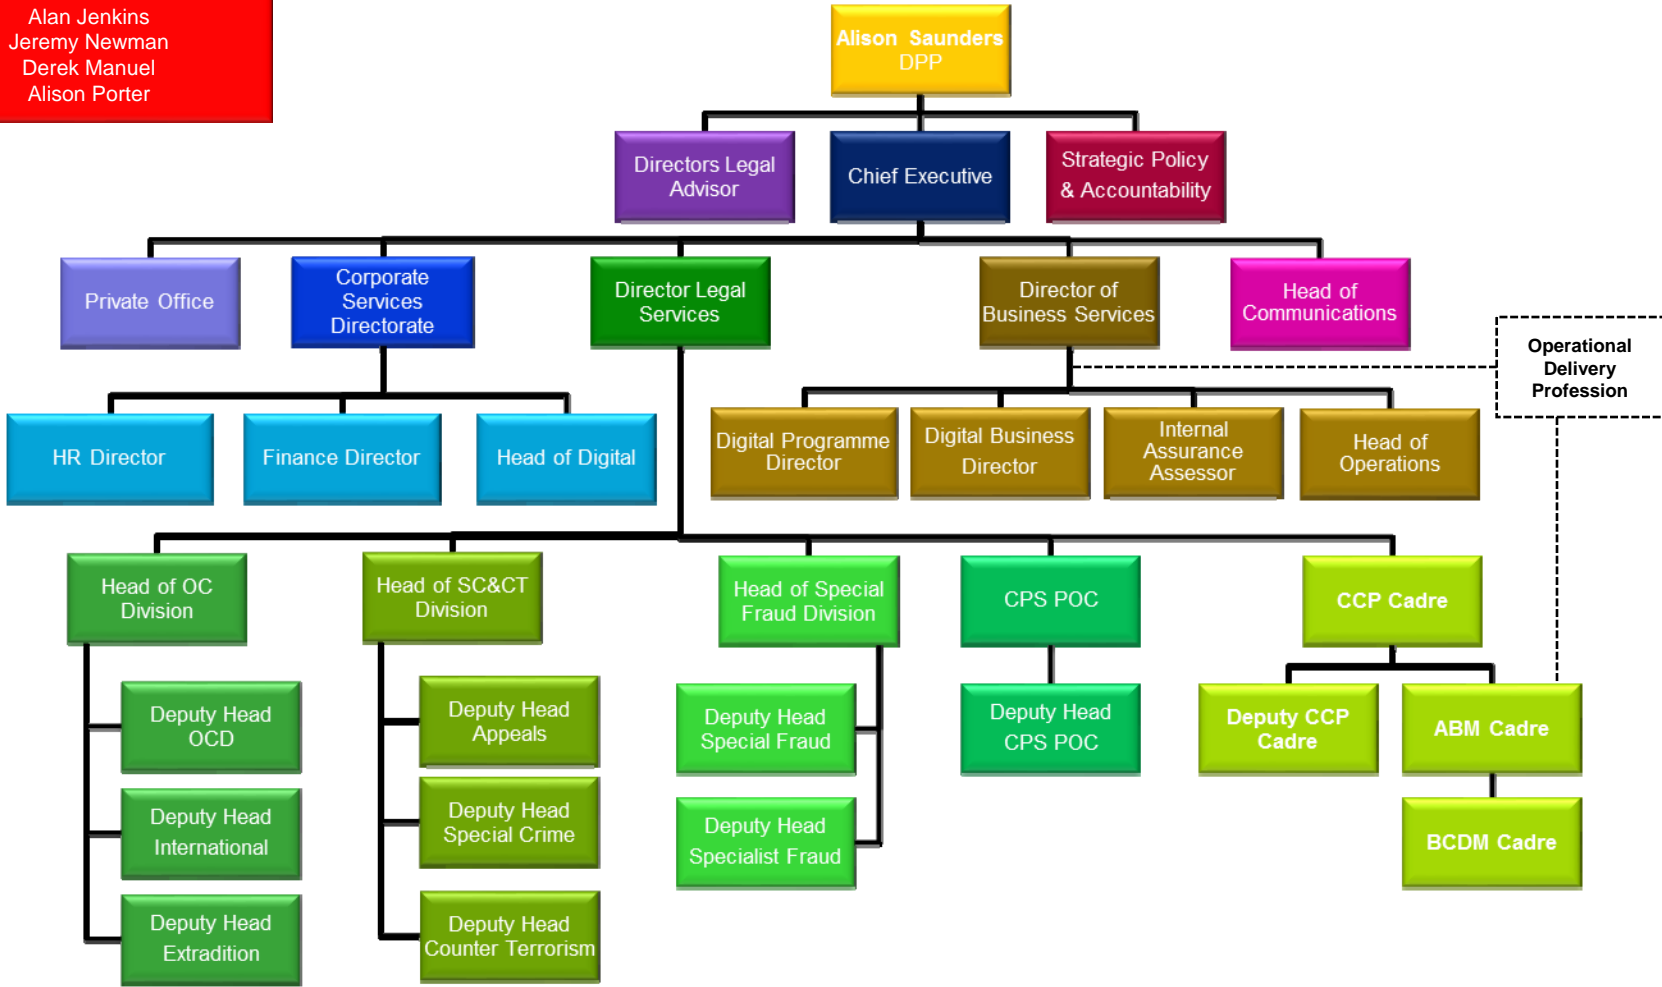 Alan Jenkins
Jeremy Newman
Derek Manuel
Alison Porter
Alison Saunders
DPP
Directors Legal
Advisor
Chief Executive
Strategic Policy
& Accountability
Private Office
Corporate
Services
Directorate
Director Legal
Services
Director of
Business Services
Head of
Communications
Operational
Delivery
Profession
HR Director
Finance Director
Head of Digital
Digital Programme
Director
Digital Business
Director
Internal
Assurance
Assessor
Head of
Operations
Head of OC
Division
Head of SC&CT
Division
Head of Special
Fraud Division
CPS POC
CCP Cadre
Deputy Head
OCD
Deputy Head
Appeals
Deputy Head
Special Fraud
Deputy Head
CPS POC
Deputy CCP
Cadre
ABM Cadre
Deputy Head
International
Deputy Head
Special Crime
Deputy Head
Specialist Fraud
BCDM Cadre
Deputy Head
Extradition
Deputy Head
Counter Terrorism